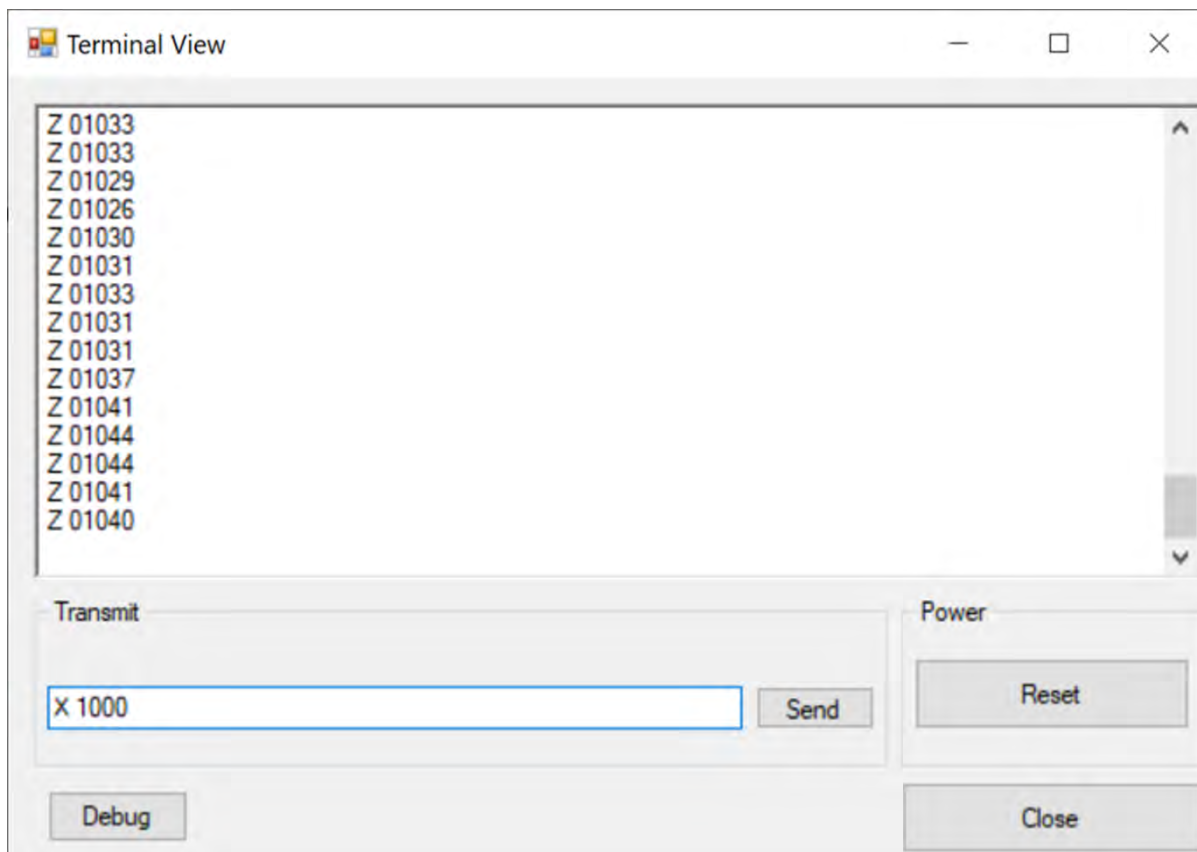 Terminal View
Z 01033
Z 01033
Z 01029
Z 01026
Z 01030
Z 01031
Z 01033
Z 01031
Z 01031
Z 01037
Z 01041
Z 01044
Z 01044
Z 01041
Z 01040
Transmit
X 1000
Send
Power
Reset
Debug
Close